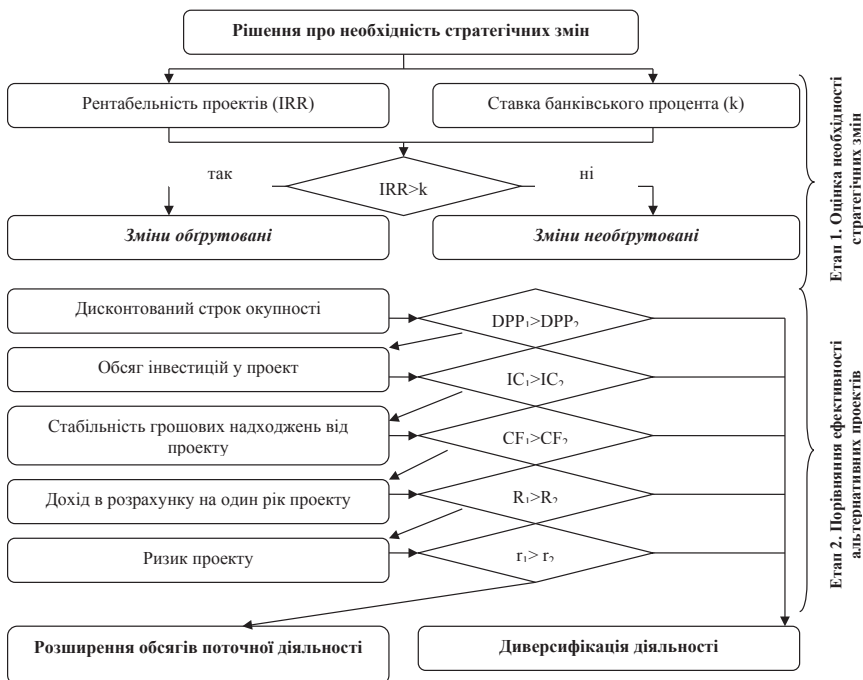 Рішення про необхідність стратегічних змін
Рентабельність проектів (IRR)
Ставка банківського процента (k)
так
IRR>k
ні
Зміни обґрутовані
Зміни необґрутовані
Етап 1. Оцінка необхідності
стратегічних змін
Дисконтований строк окупності
DPP₁>DPP₂
Обсяг інвестицій у проект
IC₁>IC₂
Стабільність грошових надходжень від
проекту
CF₁>CF₂
Дохід в розрахунку на один рік проекту
R₁>R₂
Ризик проекту
r₁> r₂
Етап 2. Порівняння ефективності
альтернативних проектів
Розширення обсягів поточної діяльності
Диверсифікація діяльності